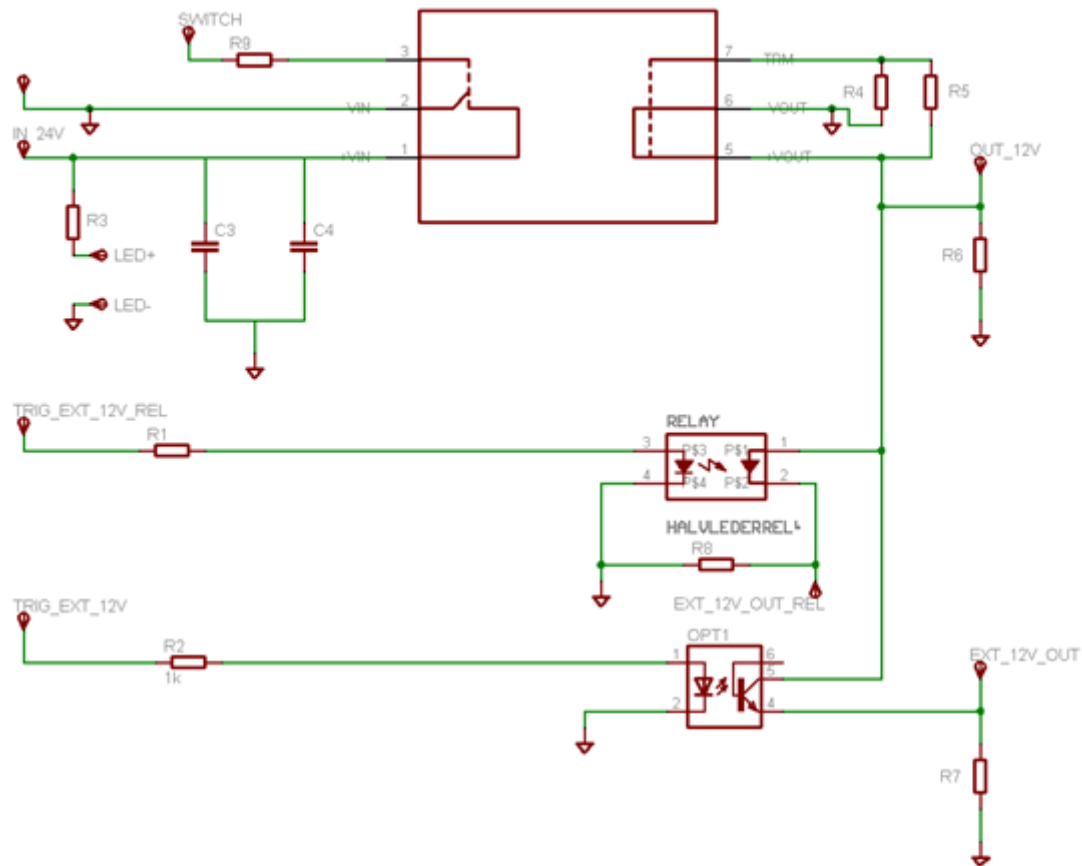 SWITCH
R9
3
7
TRM
R4
R5
VIN
2
6
VOUT
IN_24V
+VIN
1
5
+VOUT
OUT_12V
R3
C3
C4
R6
LED+
LED-
TRIG_EXT_12V_REL
RELAY
R1
3
P$3
P$1
1
4
P$4
P$2
2
HALVLEDERREL
R8
TRIG_EXT_12V
EXT_12V_OUT_REL
OPT1
R2
1k
1
6
5
EXT_12V_OUT
2
4
R7